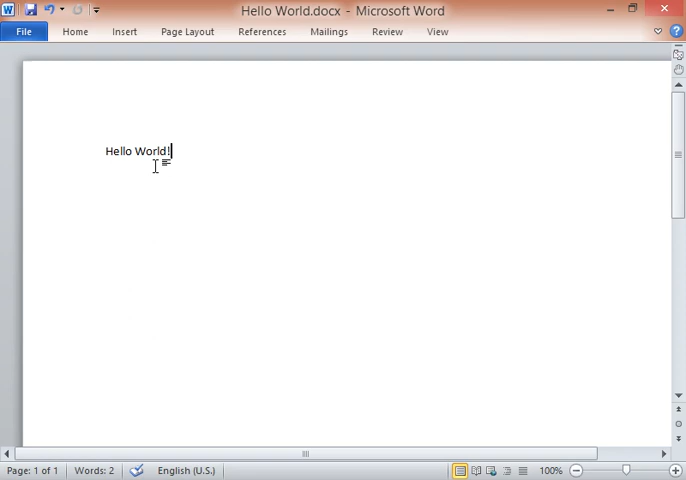 Hello World.docx - Microsoft Word
File Home Insert Page Layout References Mailings Review View
Hello World!
Page: 1 of 1 Words: 2 English (U.S.) 100%